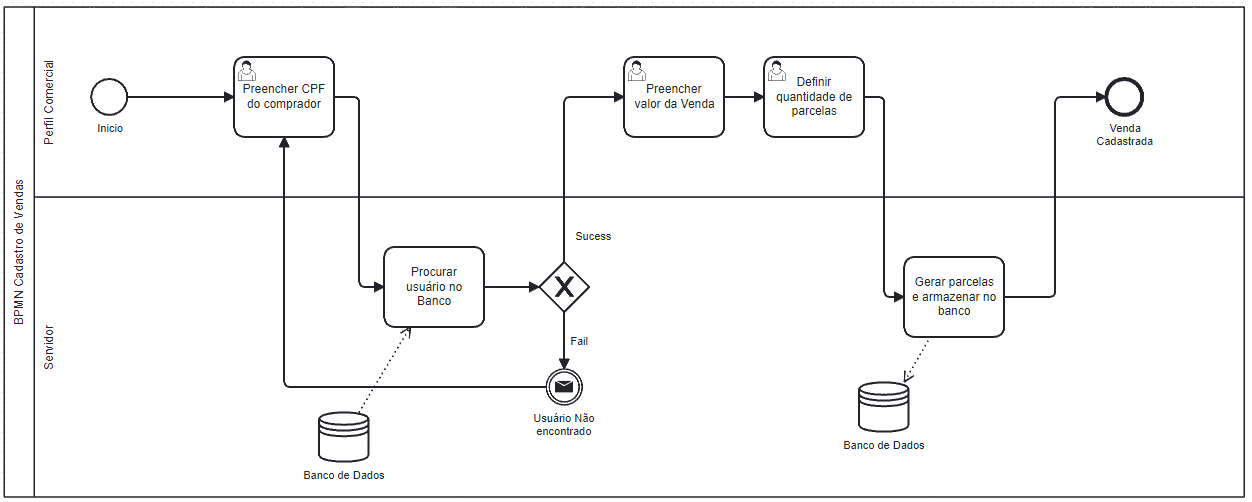 BPMN Cadastro de Vendas
Perfil Comercial
Inicio
Preencher CPF
do comprador
Preencher
valor da Venda
Definir
quantidade de
parcelas
Venda
Cadastrada
Servidor
Procurar
usuário no
Banco
Sucess
Fail
Usuário Não
encontrado
Banco de Dados
Gerar parcelas
e armazenar no
banco
Banco de Dados